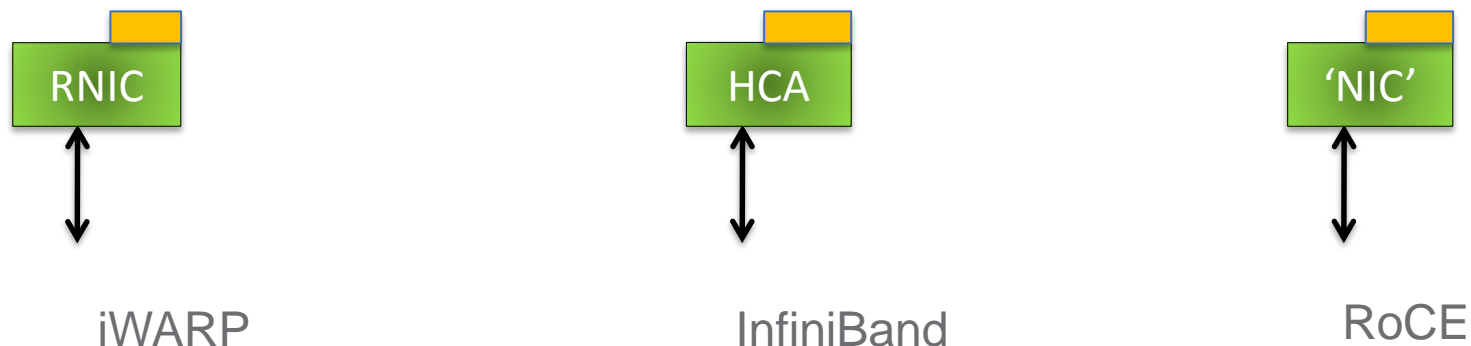 RNIC
HCA
‘NIC’
iWARP
InfiniBand
RoCE